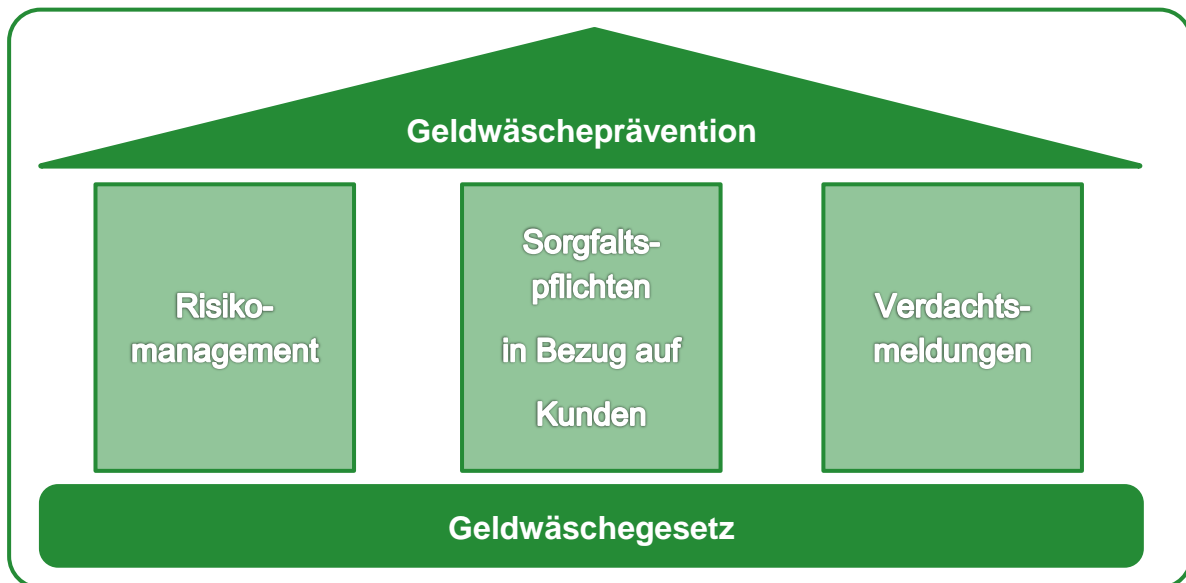 Geldwäscheprävention
Risiko-
management
Sorgfalts-
pflichten
in Bezug auf
Kunden
Verdachts-
meldungen
Geldwäschegesetz